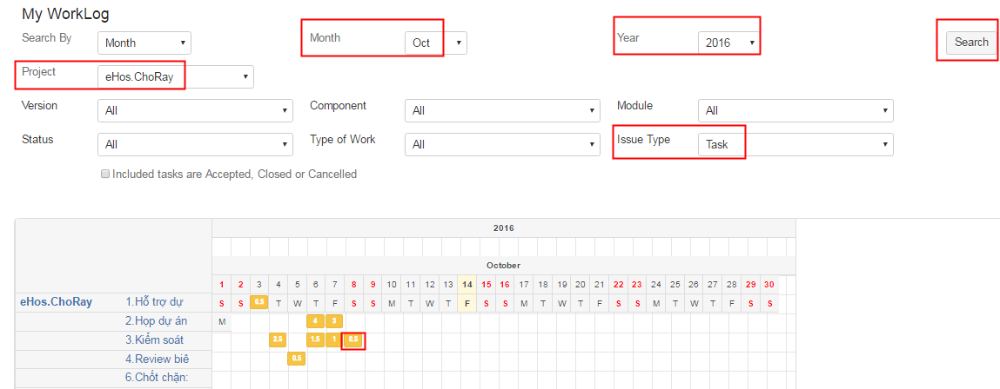 My WorkLog
Search By Month Month Oct Year 2016 Search
Project eHos.ChoRay
Version All Component All Module All
Status All Type of Work All Issue Type Task
Included tasks are Accepted, Closed or Cancelled
2016
October
1 2 3 4 5 6 7 8 9 10 11 12 13 14 15 16 17 18 19 20 21 22 23 24 25 26 27 28 29 30
eHos.ChoRay 1.Hỗ trợ dự S S 0.5 T W T F S S M T W T F S S M T W T F S S M T W T F S S
2.Họp dự án M 4 3
3.Kiểm soát 2.5 1.5 1 0.5
4.Review biê 0.5
6.Chốt chặn: